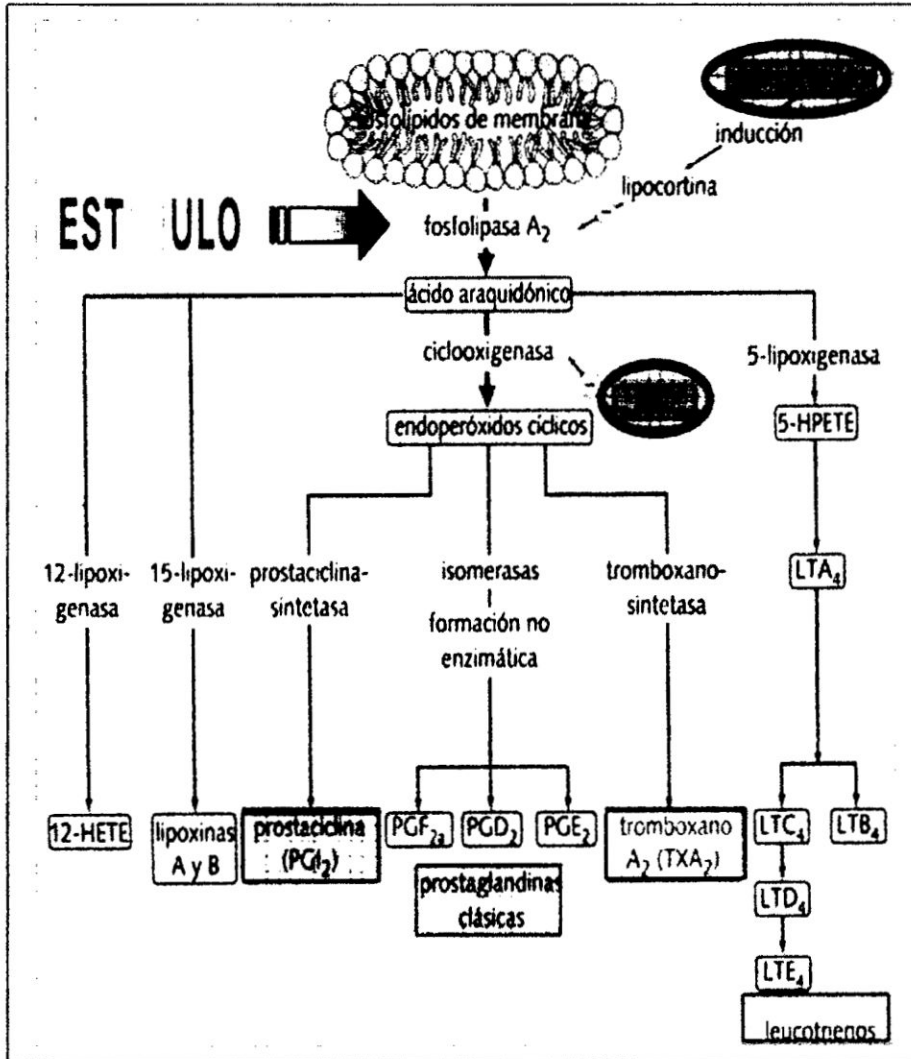 fosfolípidos de membrana
inducción
lipocortina
EST ULO
fosfolipasa A2
ácido araquidónico
ciclooxigenasa
5-lipoxigenasa
endoperóxidos cíclicos
5-HPETE
12-lipoxi-
genasa
15-lipoxi-
genasa
prostaciclina-
sintetasa
isomerasas
formación no
enzimática
tromboxano-
sintetasa
LTA4
12-HETE
lipoxinas
A y B
prostaciclina
(PGI2)
PGF2a
PGD2
PGE2
prostaglandinas
clásicas
tromboxano
A2 (TXA2)
LTC4
LTB4
LTD4
LTE4
leucotrienos